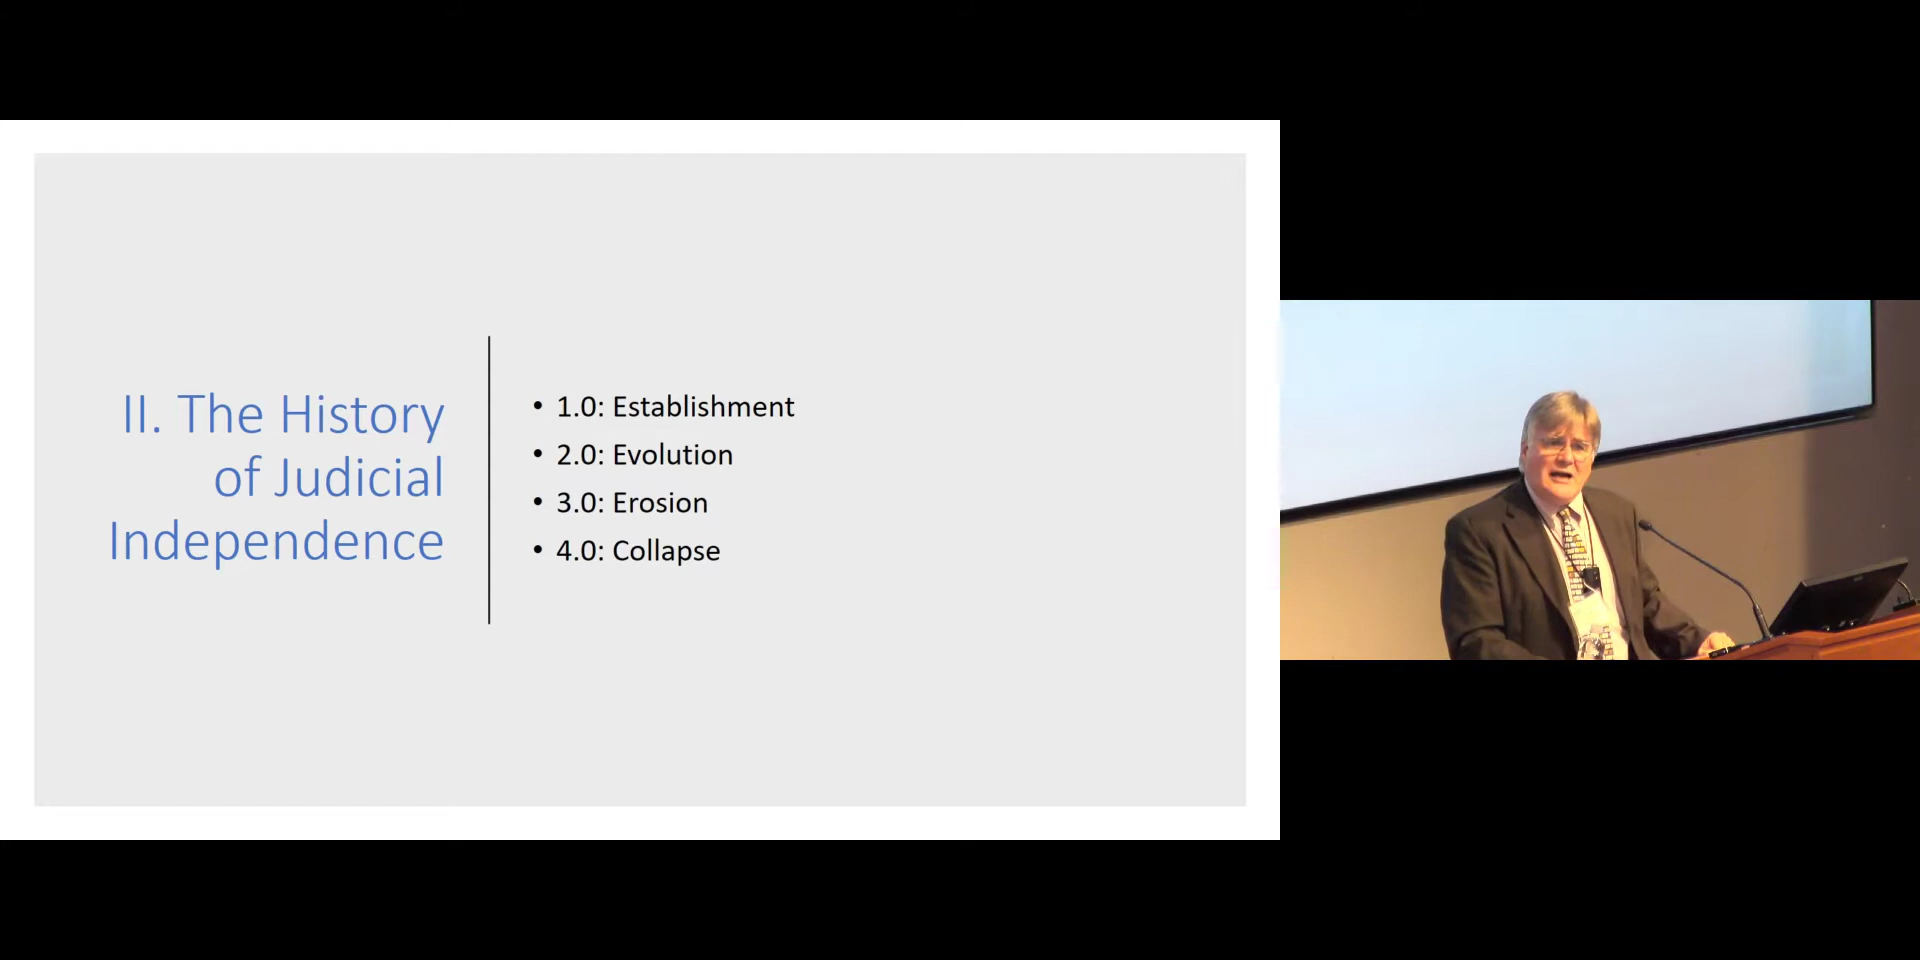 II. The History
of Judicial
Independence
• 1.0: Establishment
• 2.0: Evolution
• 3.0: Erosion
• 4.0: Collapse